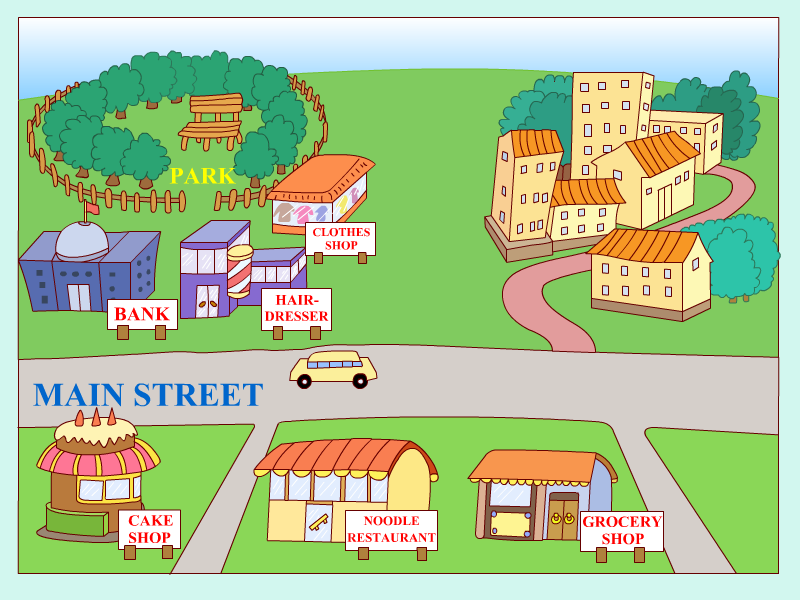 PARK
CLOTHES
SHOP
BANK
HAIR-
DRESSER
MAIN STREET
CAKE
SHOP
NOODLE
RESTAURANT
GROCERY
SHOP